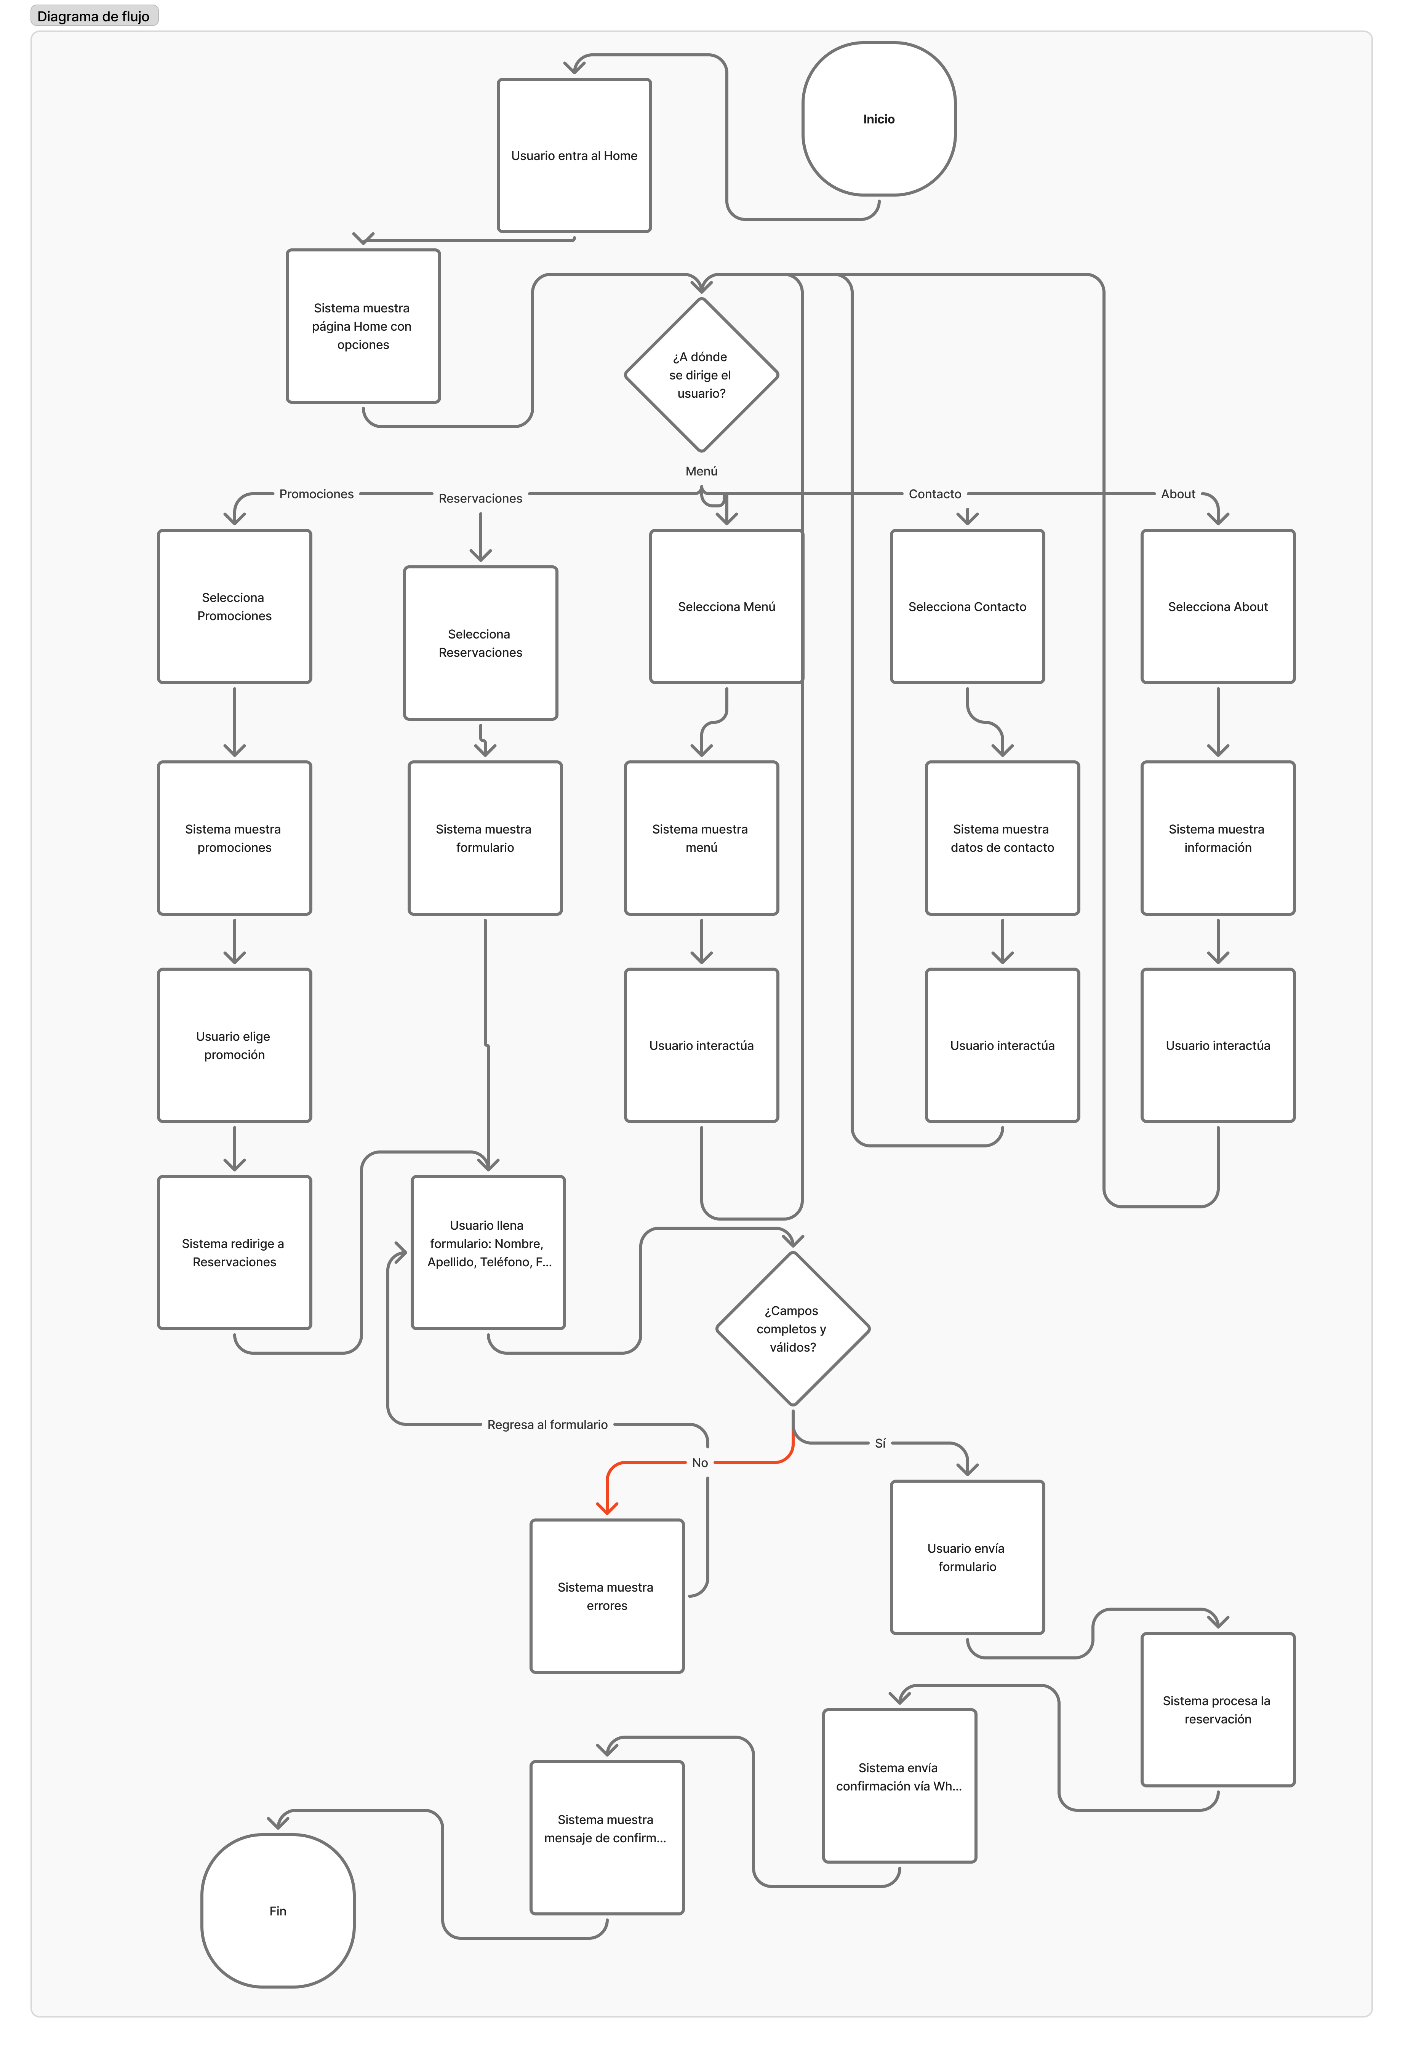 Diagrama de flujo
Inicio
Usuario entra al Home
Sistema muestra
página Home con
opciones
¿A dónde
se dirige el
usuario?
Menú
Promociones
Reservaciones
Contacto
About
Selecciona
Promociones
Selecciona
Reservaciones
Selecciona Menú
Selecciona Contacto
Selecciona About
Sistema muestra
promociones
Sistema muestra
formulario
Sistema muestra
menú
Sistema muestra
datos de contacto
Sistema muestra
información
Usuario elige
promoción
Usuario interactúa
Usuario interactúa
Usuario interactúa
Sistema redirige a
Reservaciones
Usuario llena
formulario: Nombre,
Apellido, Teléfono, F...
¿Campos
completos y
válidos?
Regresa al formulario
Sí
No
Usuario envía
formulario
Sistema muestra
errores
Sistema procesa la
reservación
Sistema envía
confirmación vía Wh...
Sistema muestra
mensaje de confirm...
Fin